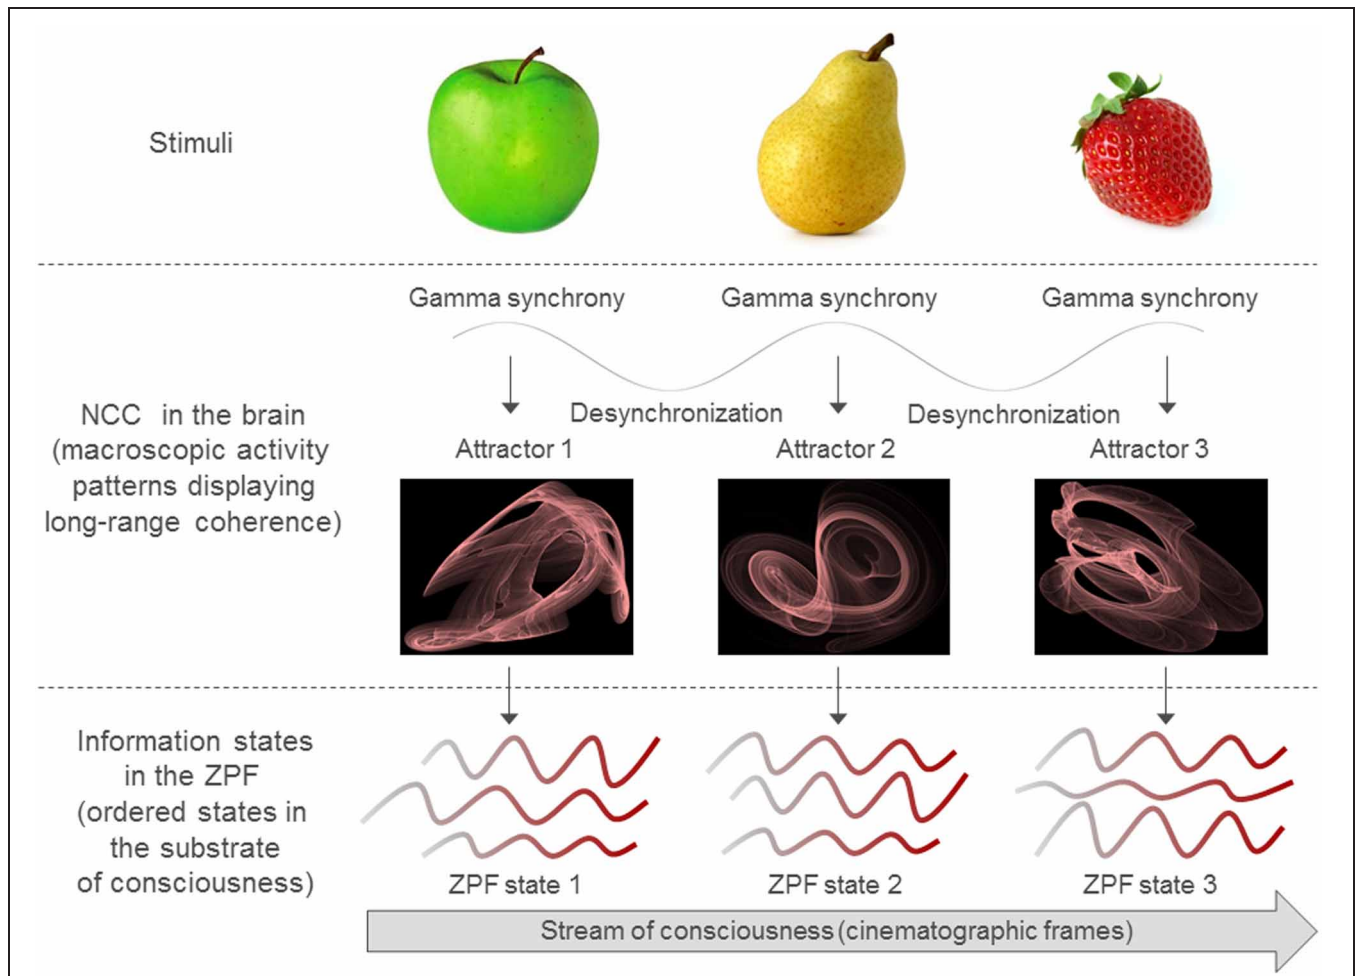 Stimuli
Gamma synchrony
Gamma synchrony
Gamma synchrony
Desynchronization
Desynchronization
NCC in the brain
(macroscopic activity
patterns displaying
long-range coherence)
Attractor 1
Attractor 2
Attractor 3
Information states
in the ZPF
(ordered states in
the substrate
of consciousness)
ZPF state 1
ZPF state 2
ZPF state 3
Stream of consciousness (cinematographic frames)